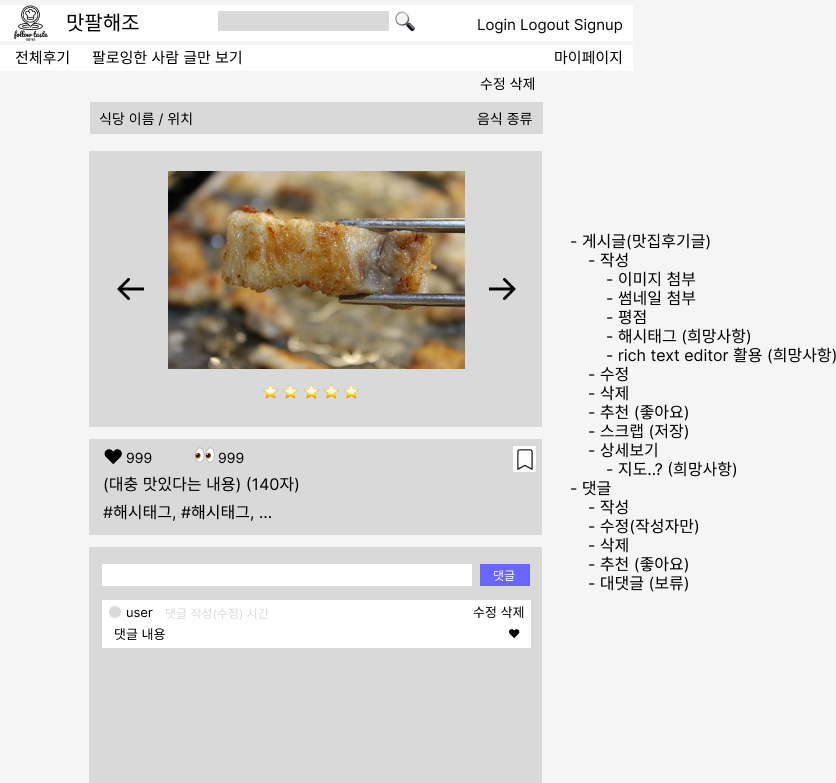 follow taste
맛팔해조
Login Logout Signup
전체후기 팔로잉한 사람 글만 보기 마이페이지
수정 삭제
식당 이름 / 위치 음식 종류
999 999
(대충 맛있다는 내용) (140자)
#해시태그, #해시태그, ...
댓글
user 댓글 작성(수정) 시간 수정 삭제
댓글 내용
- 게시글(맛집후기글)
- 작성
- 이미지 첨부
- 썸네일 첨부
- 평점
- 해시태그 (희망사항)
- rich text editor 활용 (희망사항)
- 수정
- 삭제
- 추천 (좋아요)
- 스크랩 (저장)
- 상세보기
- 지도..? (희망사항)
- 댓글
- 작성
- 수정(작성자만)
- 삭제
- 추천 (좋아요)
- 대댓글 (보류)